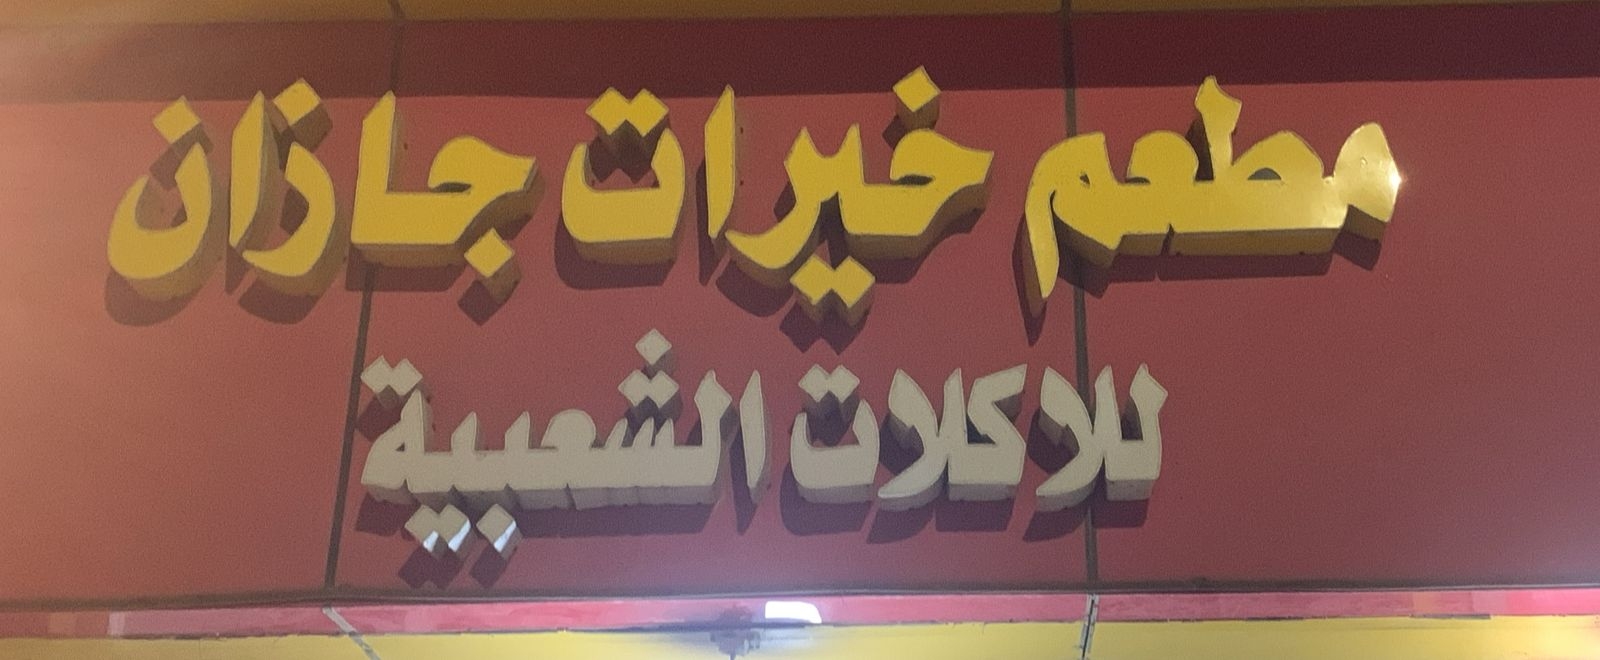 مطعم خيرات جازان
للاكلات الشعبية